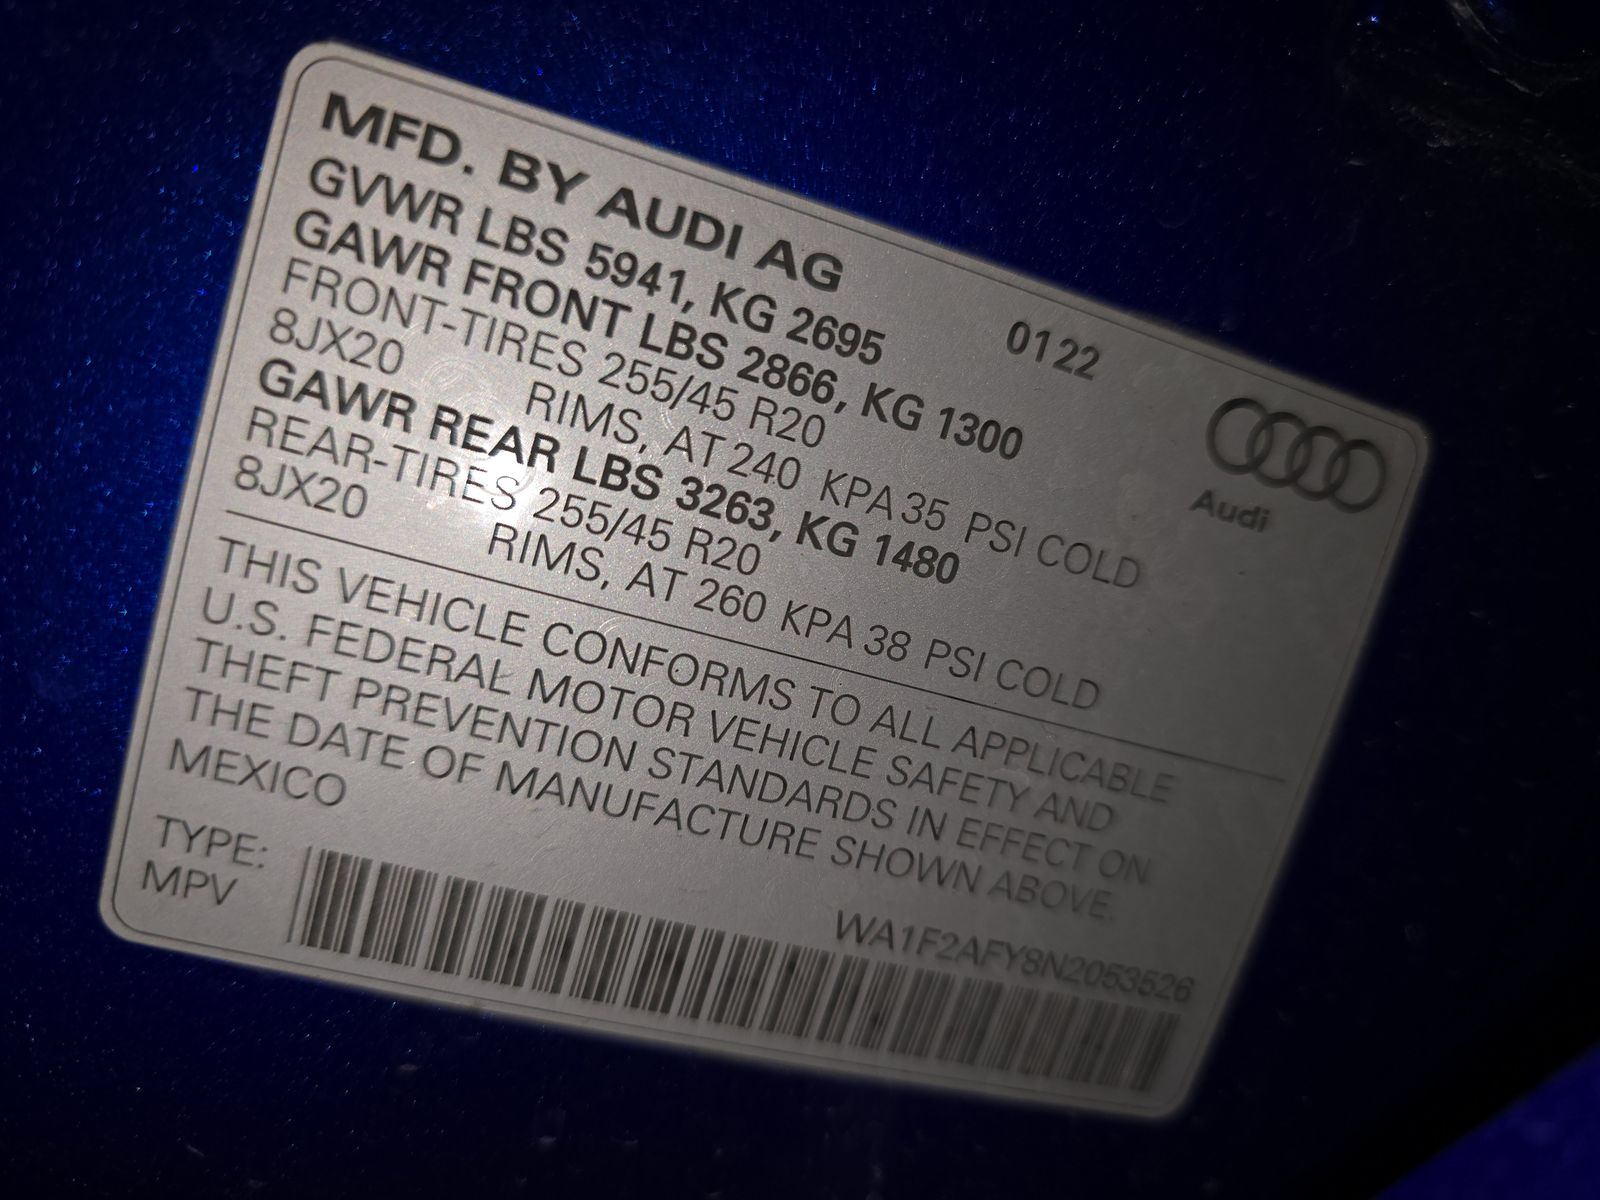 MFD. BY AUDI AG
0122
GVWR LBS 5941, KG 2695
GAWR FRONT LBS 2866, KG 1300
FRONT-TIRES 255/45 R20
8JX20 RIMS, AT 240 KPA 35 PSI COLD
GAWR REAR LBS 3263, KG 1480
REAR-TIRES 255/45 R20
8JX20 RIMS, AT 260 KPA 38 PSI COLD
Audi
THIS VEHICLE CONFORMS TO ALL APPLICABLE
U.S. FEDERAL MOTOR VEHICLE SAFETY AND
THEFT PREVENTION STANDARDS IN EFFECT ON
THE DATE OF MANUFACTURE SHOWN ABOVE.
MEXICO
WA1F2AFY8N2053526
TYPE:
MPV